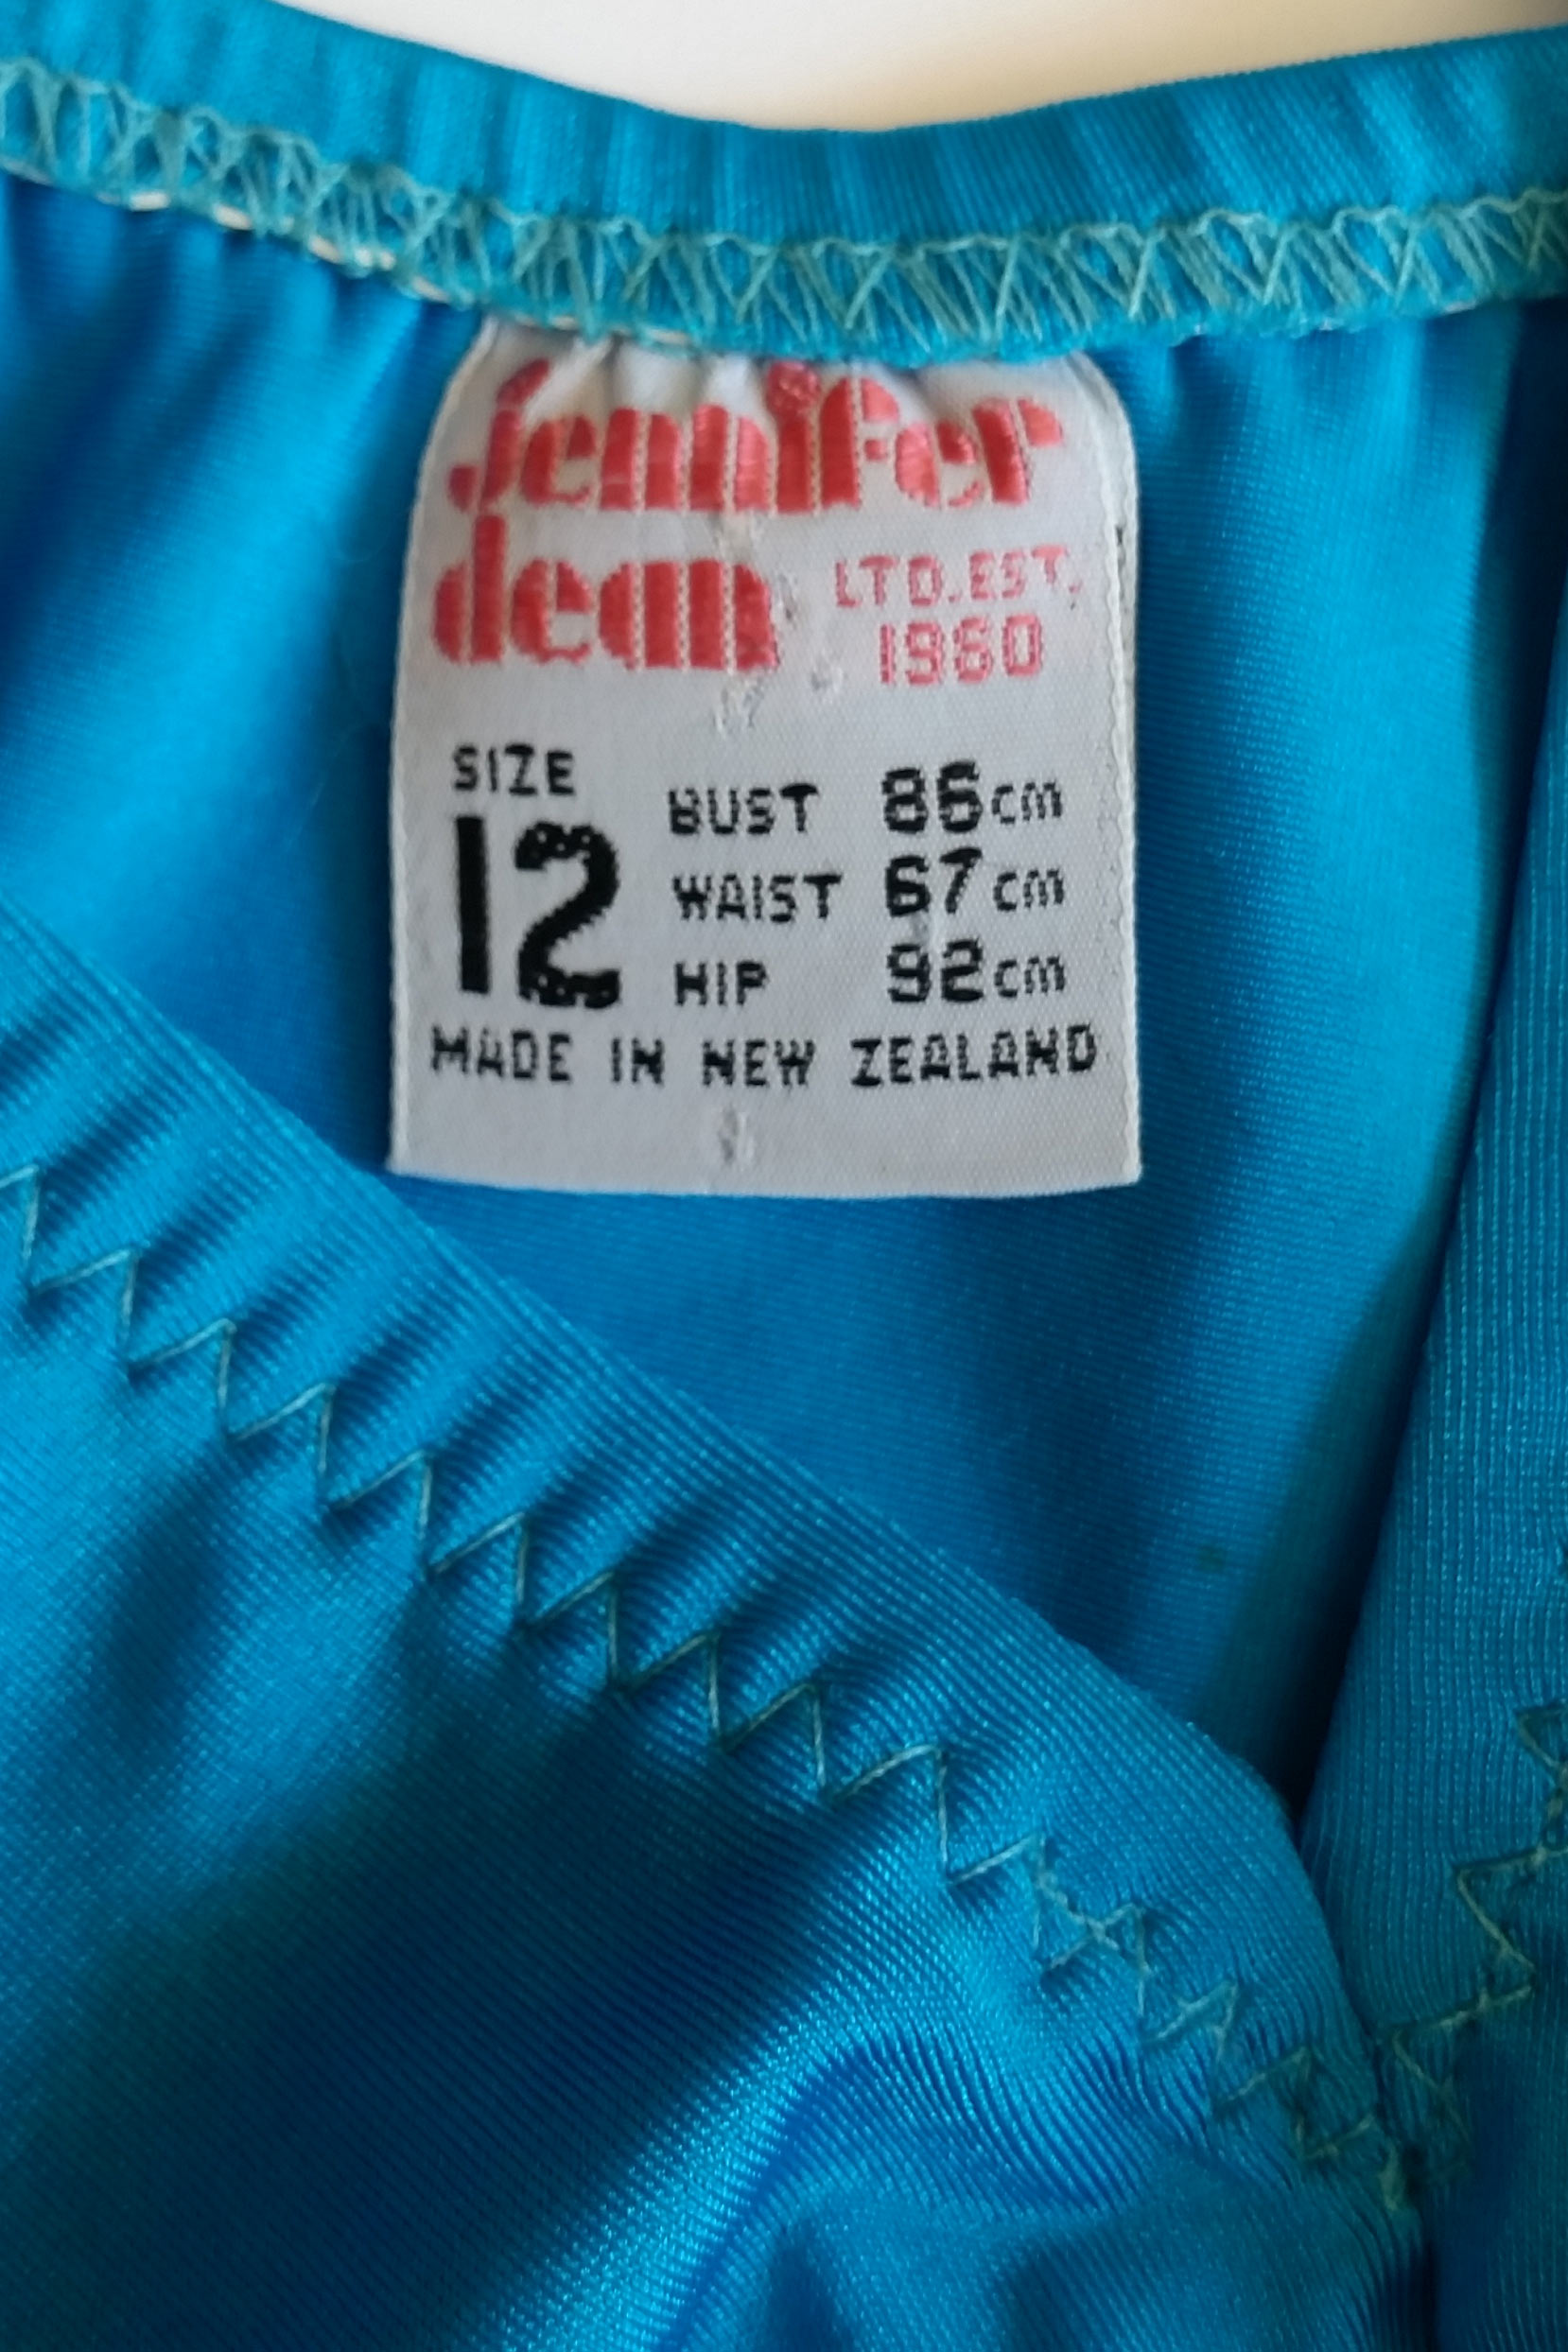 Jennifer
dean LTD.EST.
1960
SIZE
12
BUST 86cm
WAIST 67cm
HIP 92cm
MADE IN NEW ZEALAND